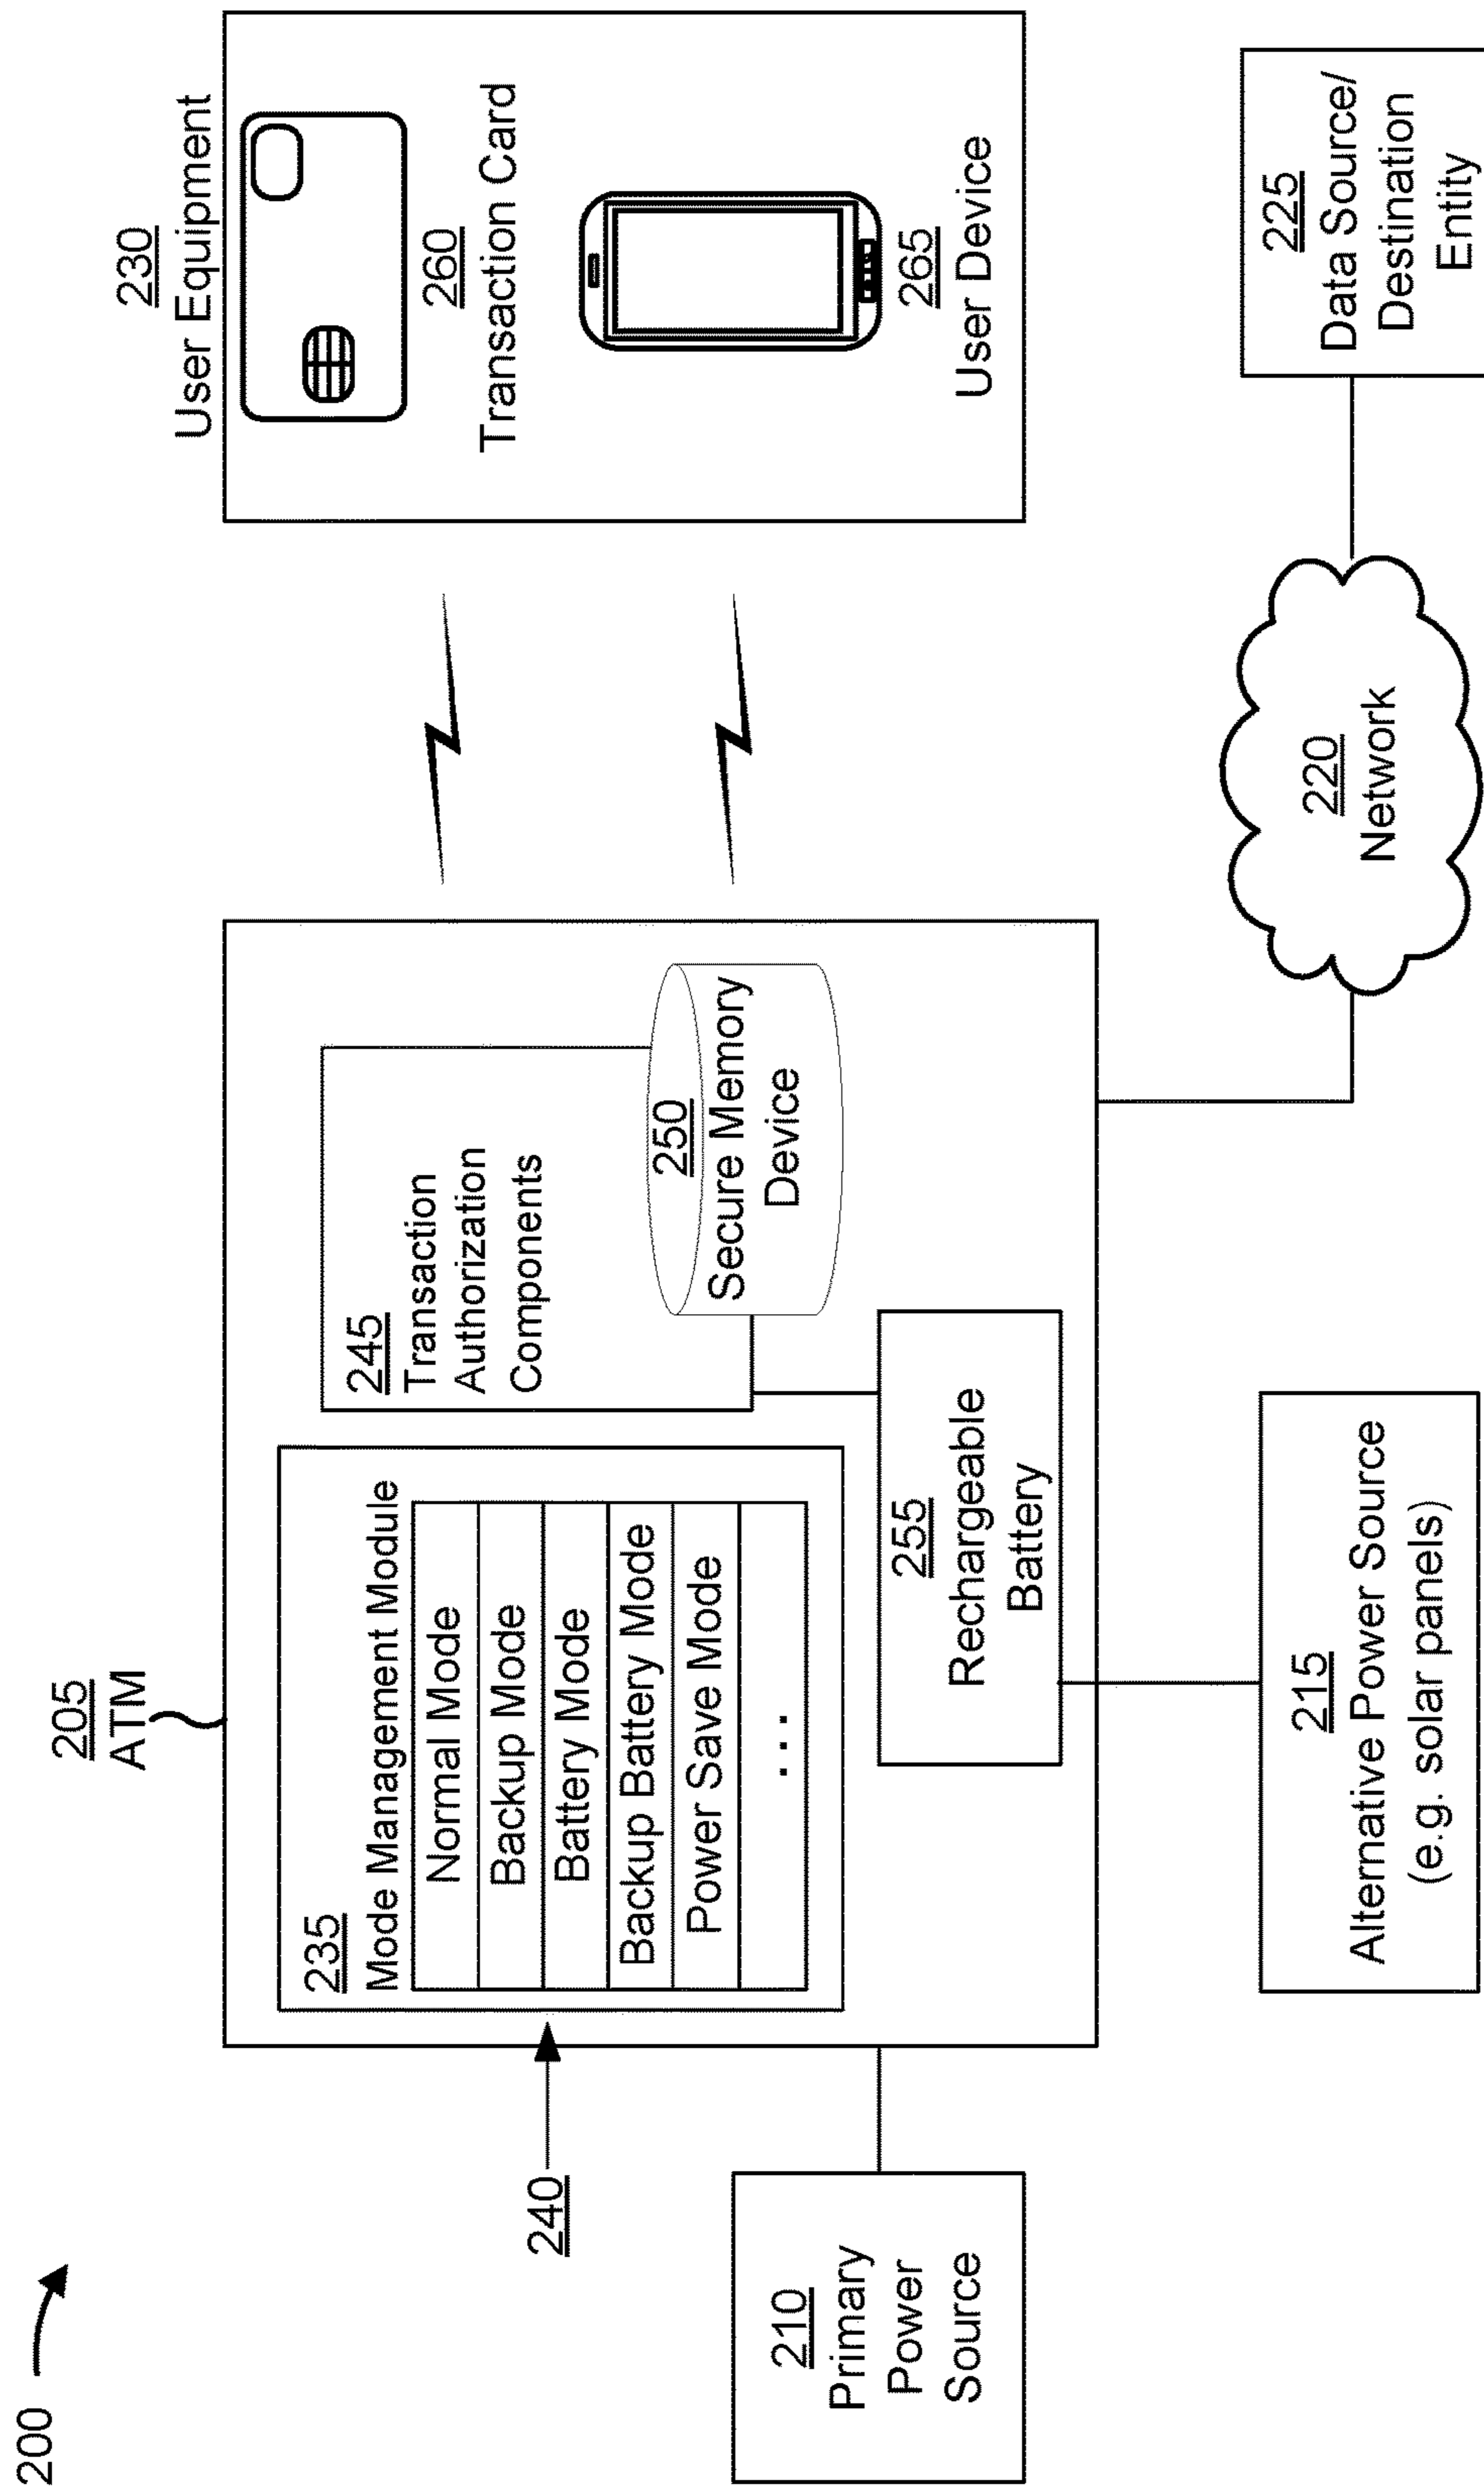 200
205
ATM
230
User Equipment
235
Mode Management Module
Normal Mode
Backup Mode
Battery Mode
Backup Battery Mode
Power Save Mode
...
240
245
Transaction
Authorization
Components
250
Secure Memory
Device
255
Rechargeable
Battery
260
Transaction Card
265
User Device
210
Primary
Power
Source
215
Alternative Power Source
(e.g. solar panels)
220
Network
225
Data Source/
Destination
Entity